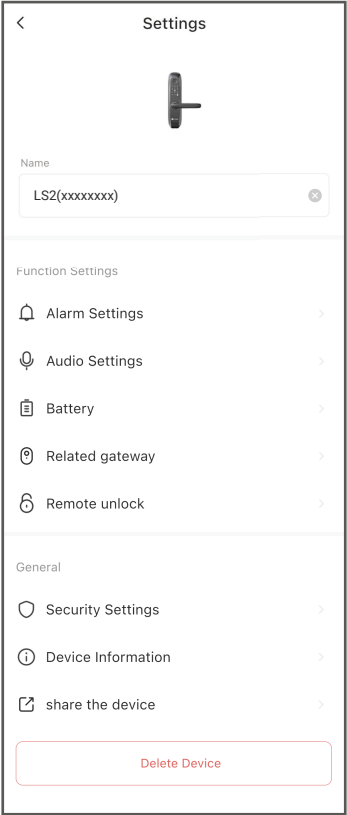 Settings
Name
LS2(xxxxxxxx)
Function Settings
Alarm Settings
Audio Settings
Battery
Related gateway
Remote unlock
General
Security Settings
Device Information
share the device
Delete Device